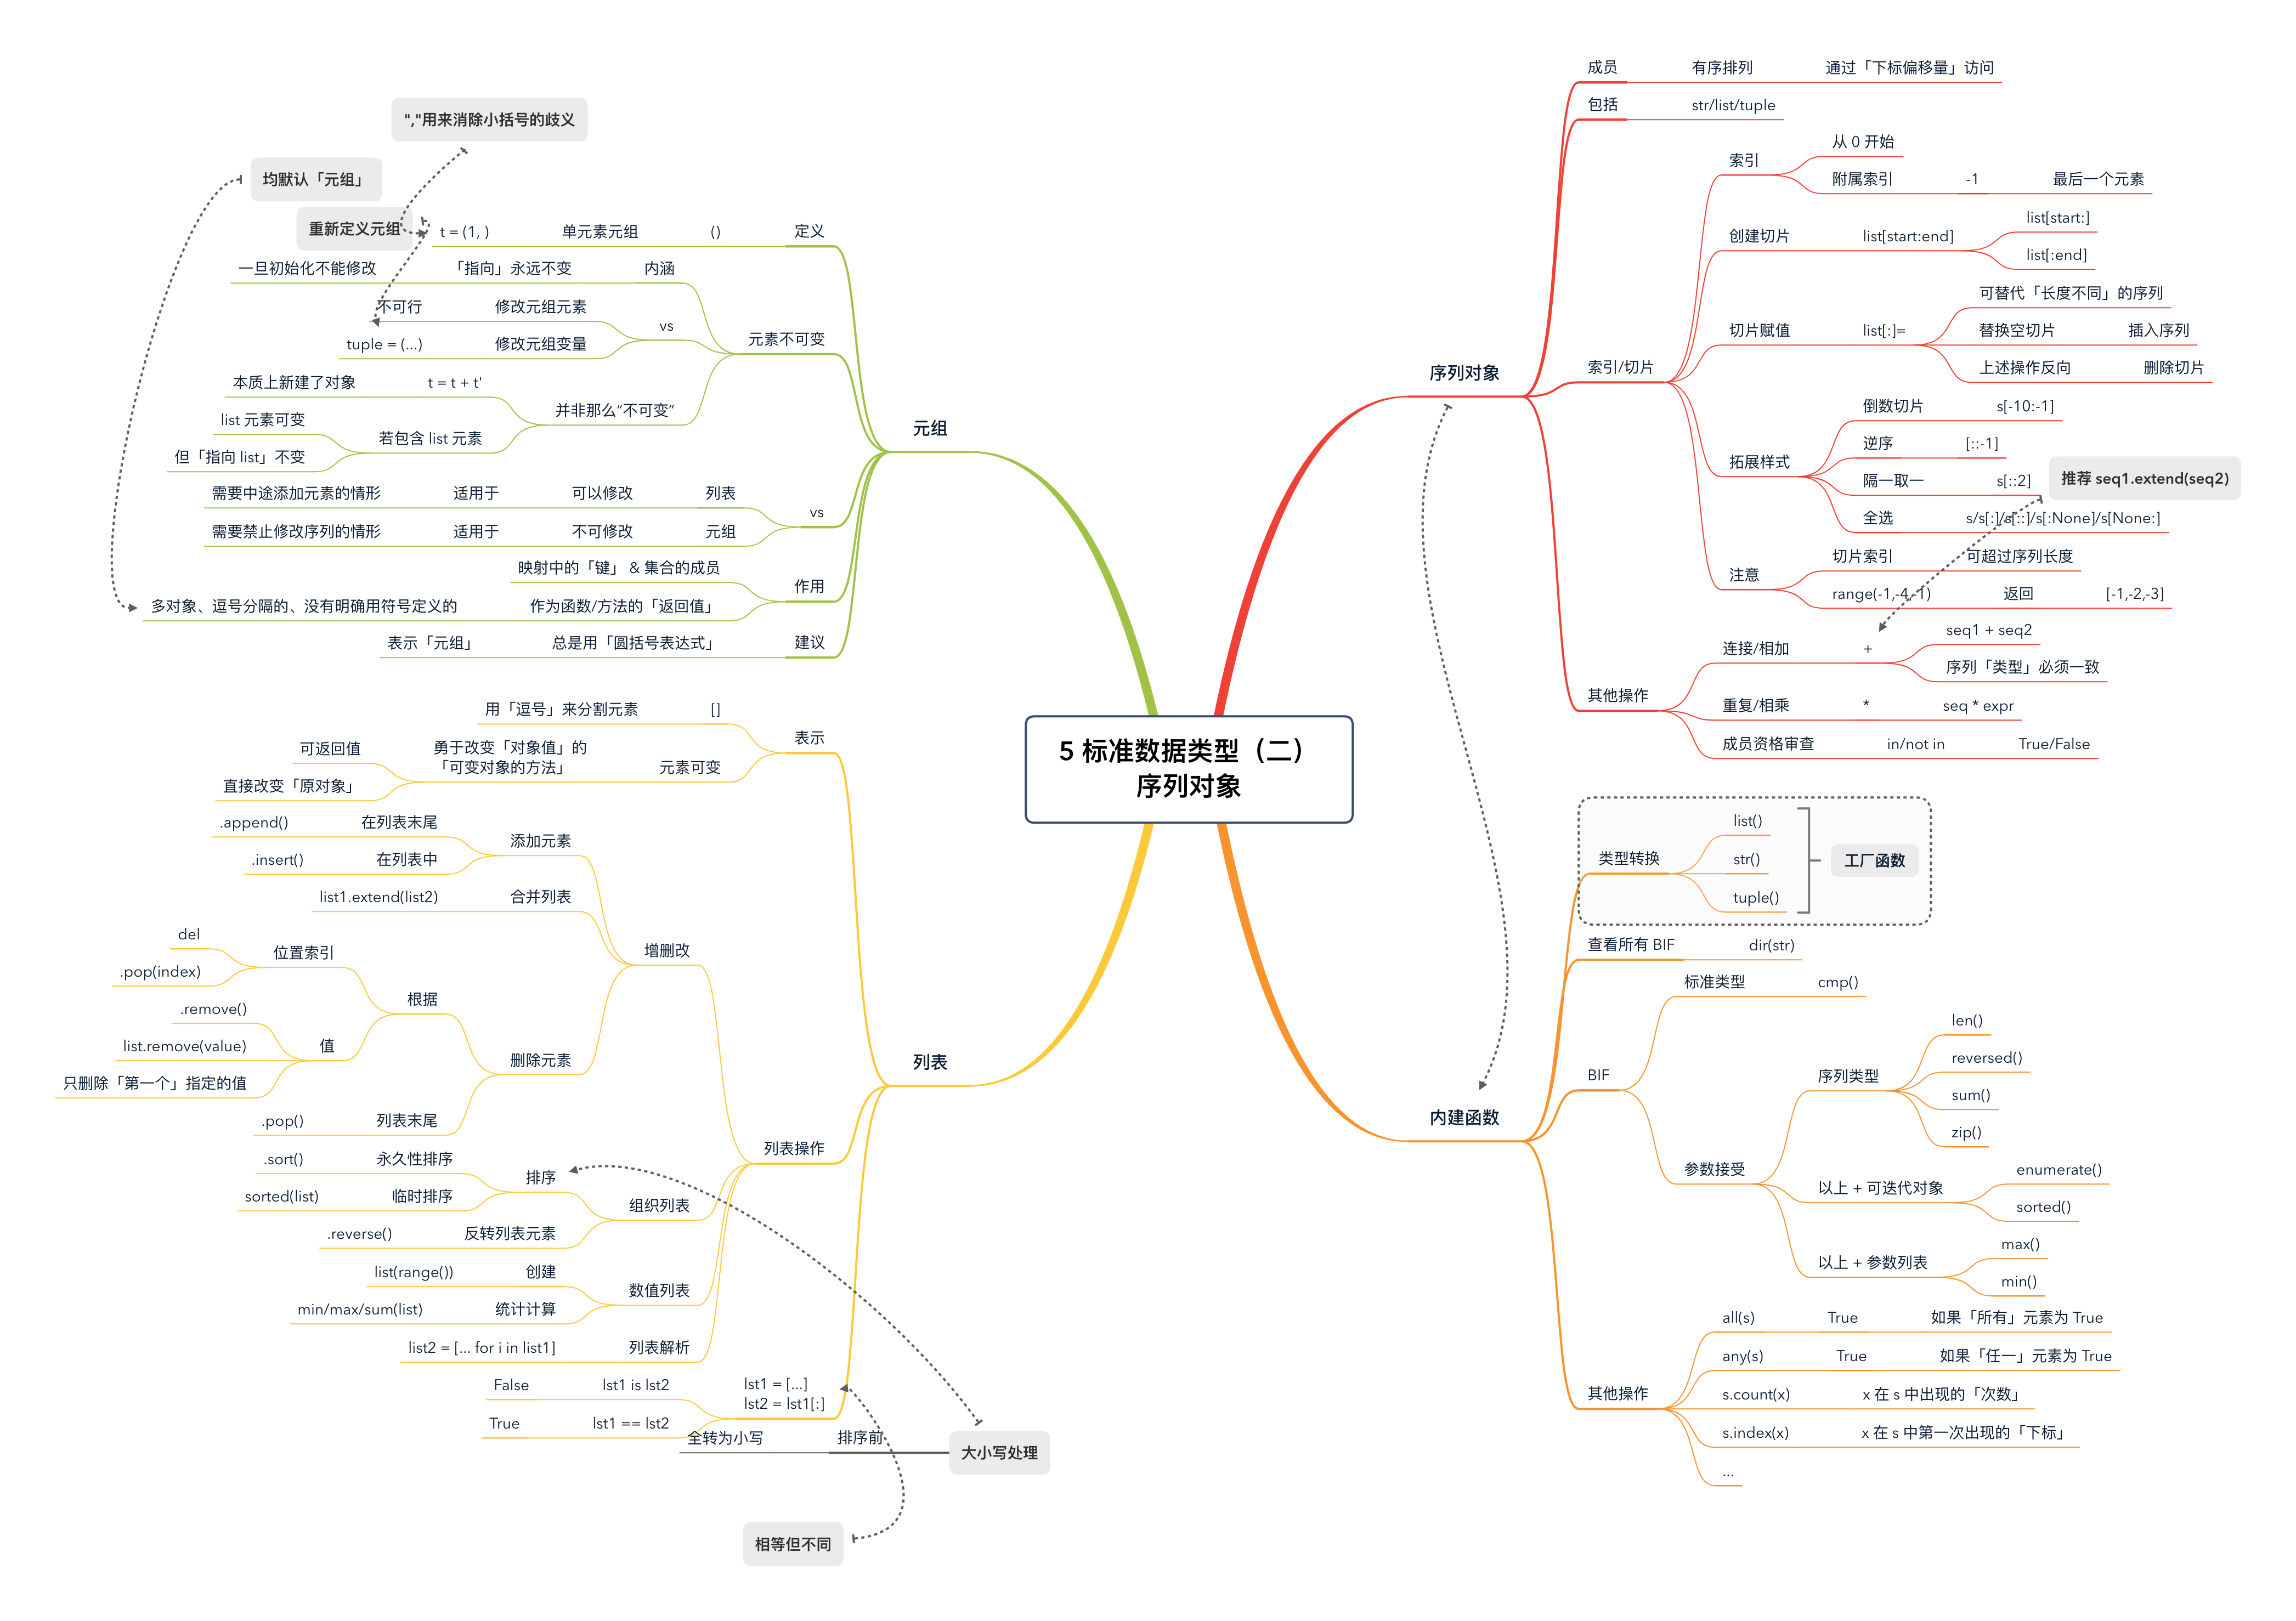 5 标准数据类型（二）
序列对象
序列对象
成员
有序排列
通过「下标偏移量」访问
包括
str/list/tuple
索引/切片
索引
从 0 开始
附属索引
-1
最后一个元素
创建切片
list[start:end]
list[start:]
list[:end]
切片赋值
list[:]=
可替代「长度不同」的序列
替换空切片
插入序列
上述操作反向
删除切片
拓展样式
倒数切片
s[-10:-1]
逆序
[::-1]
隔一取一
s[::2]
全选
s/s[:]/s[::]/s[:None]/s[None:]
注意
切片索引
可超过序列长度
range(-1,-4,-1)
返回
[-1,-2,-3]
其他操作
连接/相加
+
seq1 + seq2
序列「类型」必须一致
重复/相乘
*
seq * expr
成员资格审查
in/not in
True/False
推荐 seq1.extend(seq2)
内建函数
类型转换
list()
str()
tuple()
工厂函数
查看所有 BIF
dir(str)
BIF
标准类型
cmp()
参数接受
序列类型
len()
reversed()
sum()
zip()
以上 + 可迭代对象
enumerate()
sorted()
以上 + 参数列表
max()
min()
其他操作
all(s)
True
如果「所有」元素为 True
any(s)
True
如果「任一」元素为 True
s.count(x)
x 在 s 中出现的「次数」
s.index(x)
x 在 s 中第一次出现的「下标」
...
元组
定义
()
单元素元组
t = (1, )
","用来消除小括号的歧义
均默认「元组」
重新定义元组
元素不可变
内涵
「指向」永远不变
一旦初始化不能修改
vs
修改元组元素
不可行
修改元组变量
tuple = (...)
并非那么“不可变”
t = t + t'
本质上新建了对象
若包含 list 元素
list 元素可变
但「指向 list」不变
vs
列表
可以修改
适用于
需要中途添加元素的情形
元组
不可修改
适用于
需要禁止修改序列的情形
作用
映射中的「键」 & 集合的成员
作为函数/方法的「返回值」
多对象、逗号分隔的、没有明确用符号定义的
建议
总是用「圆括号表达式」
表示「元组」
列表
表示
[]
用「逗号」来分割元素
元素可变
勇于改变「对象值」的
「可变对象的方法」
可返回值
直接改变「原对象」
列表操作
增删改
添加元素
在列表末尾
.append()
在列表中
.insert()
合并列表
list1.extend(list2)
删除元素
根据
位置索引
del
.pop(index)
值
.remove()
list.remove(value)
只删除「第一个」指定的值
列表末尾
.pop()
组织列表
排序
永久性排序
.sort()
临时排序
sorted(list)
反转列表元素
.reverse()
数值列表
创建
list(range())
统计计算
min/max/sum(list)
列表解析
list2 = [... for i in list1]
lst1 = [...]
lst2 = lst1[:]
lst1 is lst2
False
lst1 == lst2
True
大小写处理
排序前
全转为小写
相等但不同